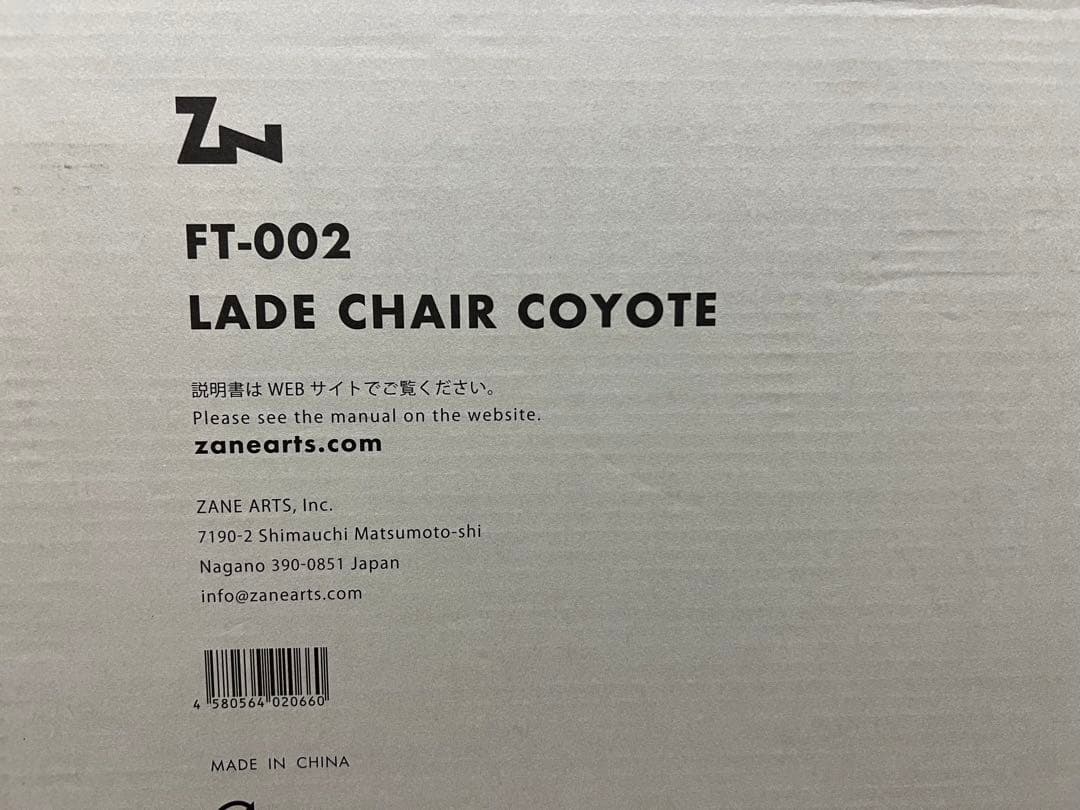 ZN
FT-002
LADE CHAIR COYOTE
説明書は WEB サイトでご覧ください。
Please see the manual on the website.
zanearts.com
ZANE ARTS, Inc.
7190-2 Shimauchi Matsumoto-shi
Nagano 390-0851 Japan
info@zanearts.com
4 580564 020660
MADE IN CHINA